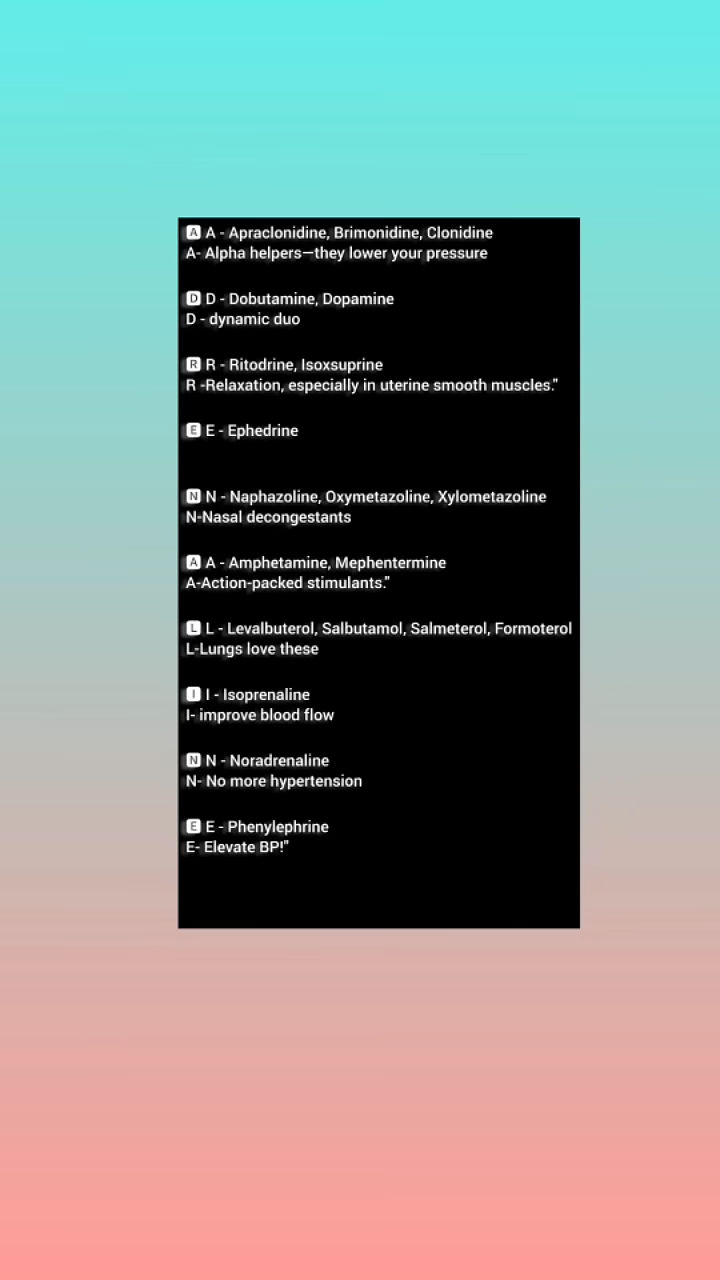 🅰 A - Apraclonidine, Brimonidine, Clonidine
A- Alpha helpers—they lower your pressure
🅳 D - Dobutamine, Dopamine
D - dynamic duo
🆁 R - Ritodrine, Isoxsuprine
R -Relaxation, especially in uterine smooth muscles."
🅴 E - Ephedrine
🅽 N - Naphazoline, Oxymetazoline, Xylometazoline
N-Nasal decongestants
🅰 A - Amphetamine, Mephentermine
A-Action-packed stimulants."
🅻 L - Levalbuterol, Salbutamol, Salmeterol, Formoterol
L-Lungs love these
🅸 I - Isoprenaline
I- improve blood flow
🅽 N - Noradrenaline
N- No more hypertension
🅴 E - Phenylephrine
E- Elevate BP!"